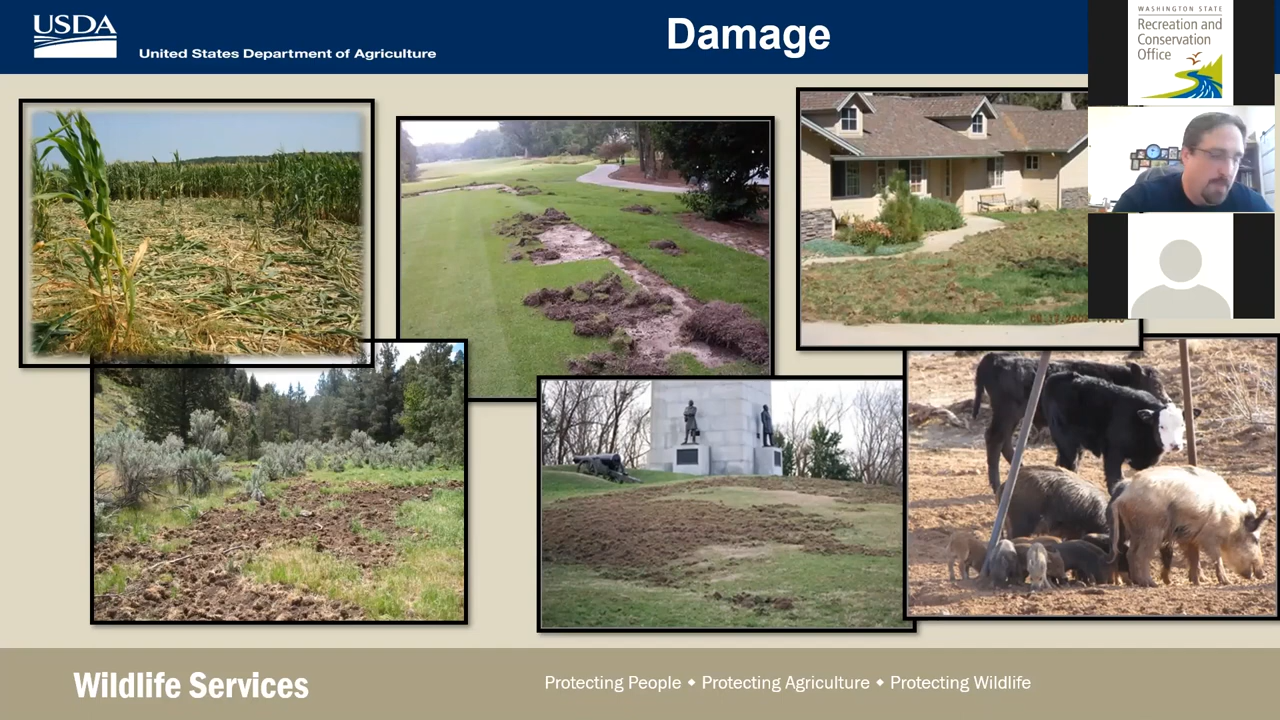 USDA
United States Department of Agriculture
Damage
WASHINGTON STATE
Recreation and
Conservation
Office
Wildlife Services
Protecting People ◆ Protecting Agriculture ◆ Protecting Wildlife